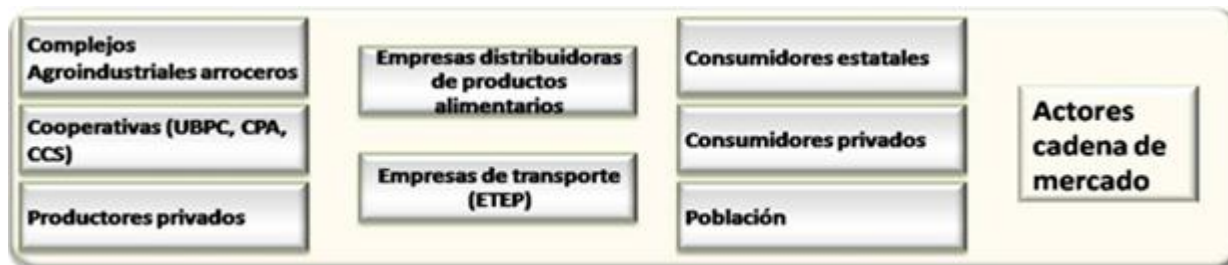 Complejos
Agroindustriales arroceros
Cooperativas (UBPC, CPA,
CCS)
Productores privados
Empresas distribuidoras
de productos
alimentarios
Empresas de transporte
(ETEP)
Consumidores estatales
Consumidores privados
Población
Actores
cadena de
mercado